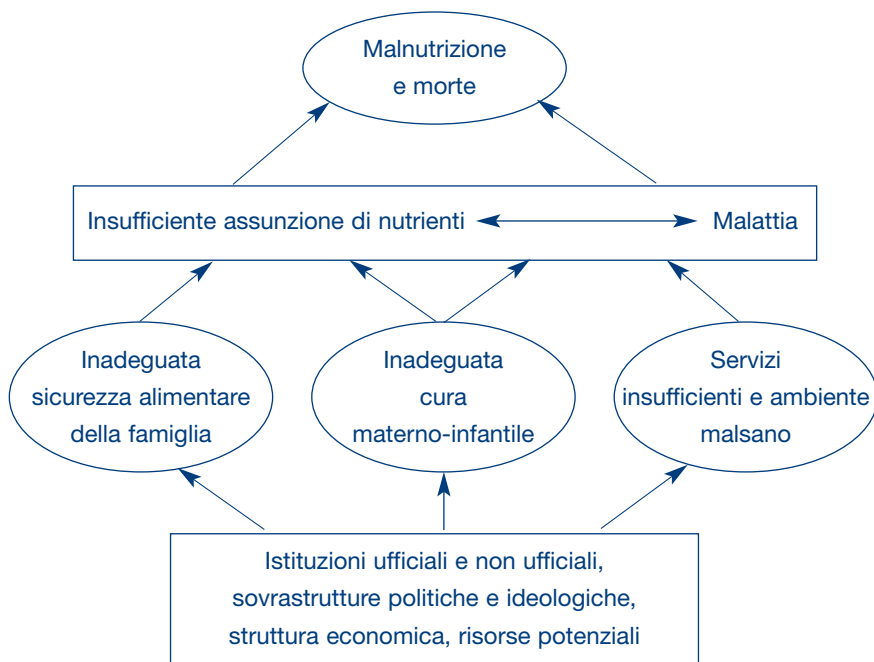 Malnutrizione
e morte
Insufficiente assunzione di nutrienti
Malattia
Inadeguata
sicurezza alimentare
della famiglia
Inadeguata
cura
materno-infantile
Servizi
insufficienti e ambiente
malsano
Istituzioni ufficiali e non ufficiali,
sovrastrutture politiche e ideologiche,
struttura economica, risorse potenziali